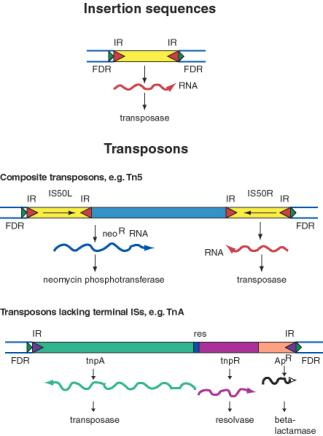 Insertion sequences
IR IR
FDR FDR
RNA
transposase
Transposons
Composite transposons, e.g. Tn5
IS50L IS50R
IR IR IR IR
FDR FDR
neoR RNA RNA
neomycin phosphotransferase transposase
Transposons lacking terminal ISs, e.g. TnA
IR res IR
FDR tnpA tnpR ApR FDR
transposase resolvase beta-
lactamase